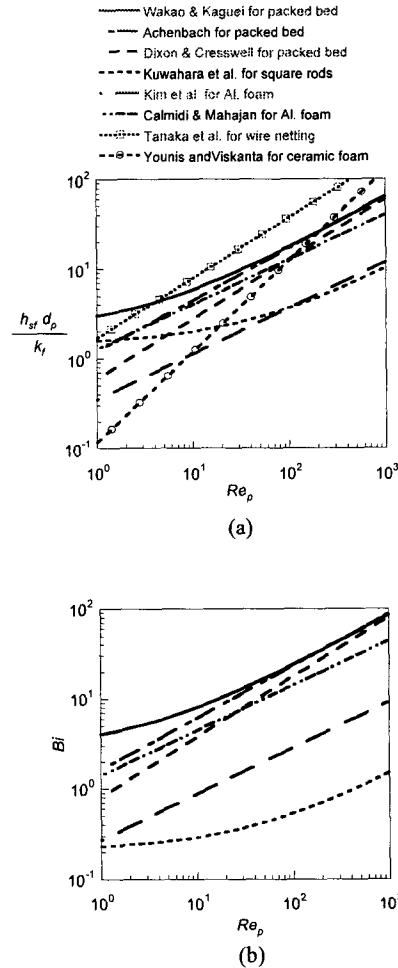 Wakao & Kaguei for packed bed
Achenbach for packed bed
Dixon & Cresswell for packed bed
Kuwahara et al. for square rods
Kim et al. for Al. foam
Calmidi & Mahajan for Al. foam
Tanaka et al. for wire netting
Younis andViskanta for ceramic foam
10²
10¹
10⁰
10⁻¹
h_sf d_p
k_f
10⁰ 10¹ 10² 10³
Re_p
(a)
10²
10¹
10⁰
10⁻¹
Bi
10⁰ 10¹ 10² 10³
Re_p
(b)